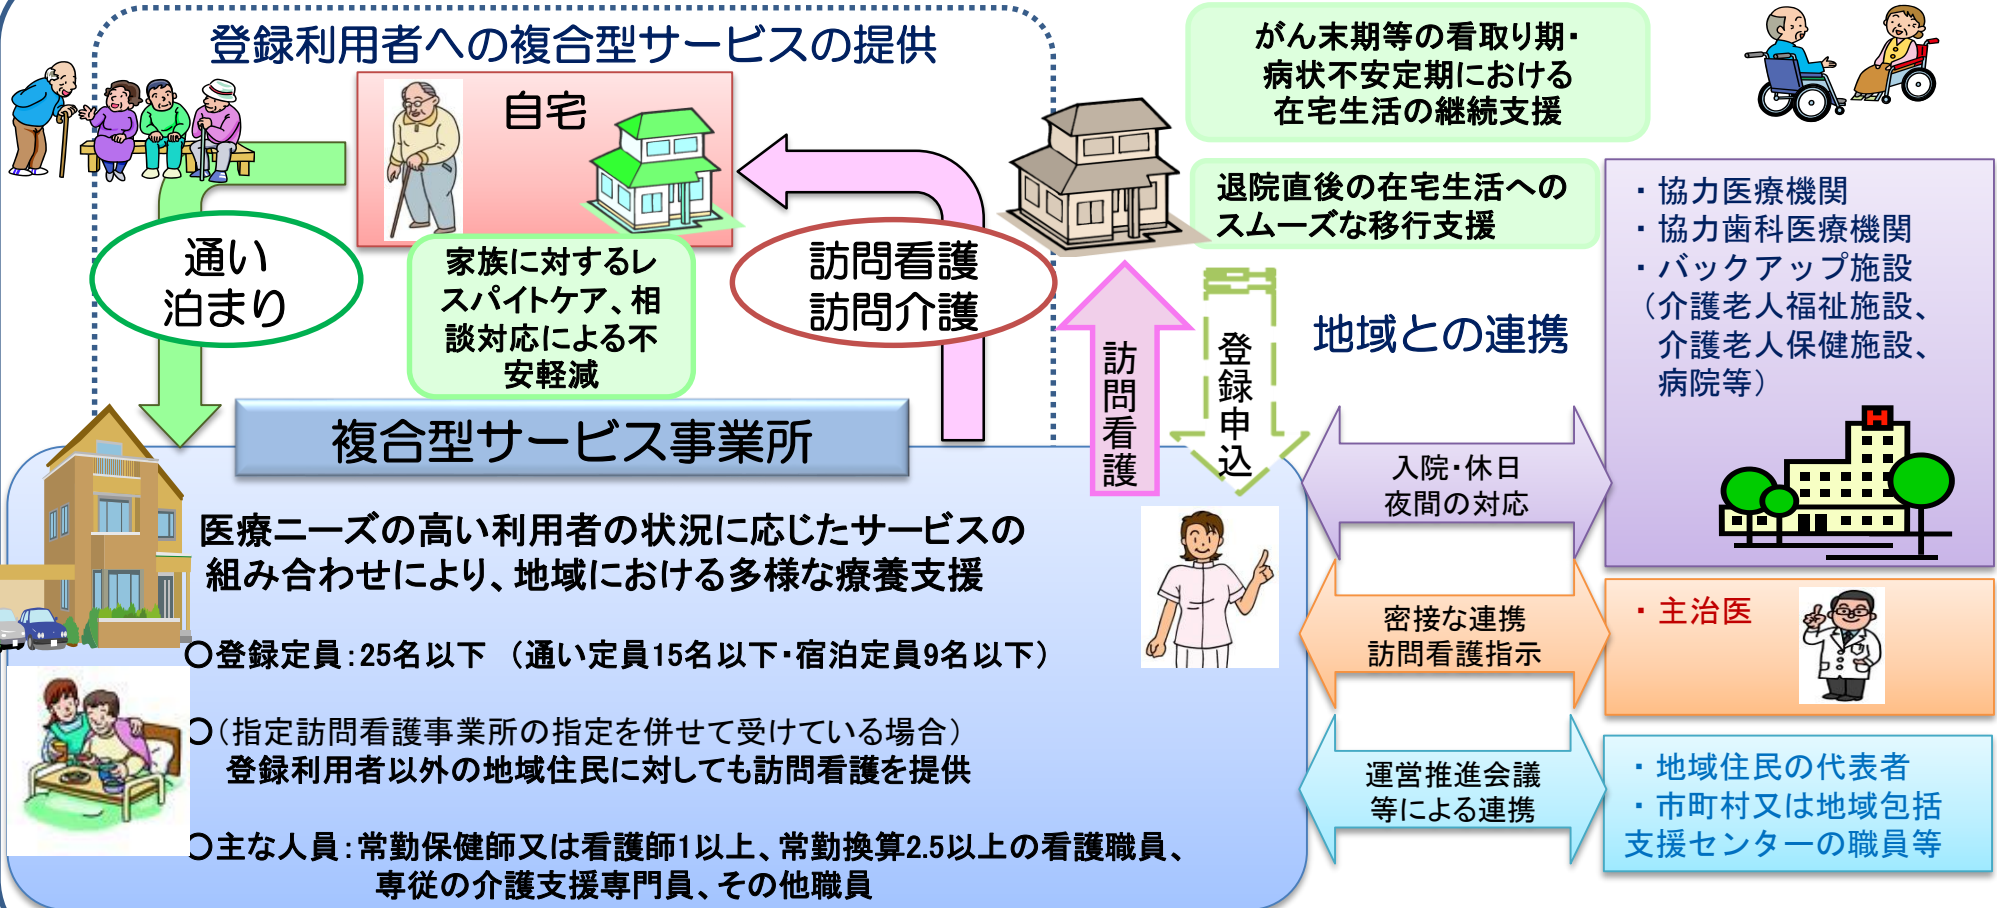 登録利用者への複合型サービスの提供
自宅
通い
泊まり
家族に対するレ
スパイトケア、相
談対応による不
安軽減
訪問看護
訪問介護
がん末期等の看取り期・
病状不安定期における
在宅生活の継続支援
退院直後の在宅生活への
スムーズな移行支援
訪問看護
登録申込
地域との連携
・協力医療機関
・協力歯科医療機関
・バックアップ施設
（介護老人福祉施設、
介護老人保健施設、
病院等）
H
複合型サービス事業所
医療ニーズの高い利用者の状況に応じたサービスの
組み合わせにより、地域における多様な療養支援
○登録定員：25名以下 （通い定員15名以下・宿泊定員9名以下）
○（指定訪問看護事業所の指定を併せて受けている場合）
登録利用者以外の地域住民に対しても訪問看護を提供
○主な人員：常勤保健師又は看護師1以上、常勤換算2.5以上の看護職員、
専従の介護支援専門員、その他職員
入院・休日
夜間の対応
密接な連携
訪問看護指示
・主治医
運営推進会議
等による連携
・地域住民の代表者
・市町村又は地域包括
支援センターの職員等